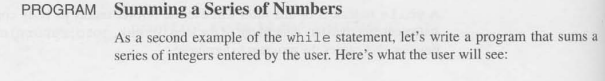 PROGRAM Summing a Series of Numbers
As a second example of the while statement, let's write a program that sums a
series of integers entered by the user. Here's what the user will see: